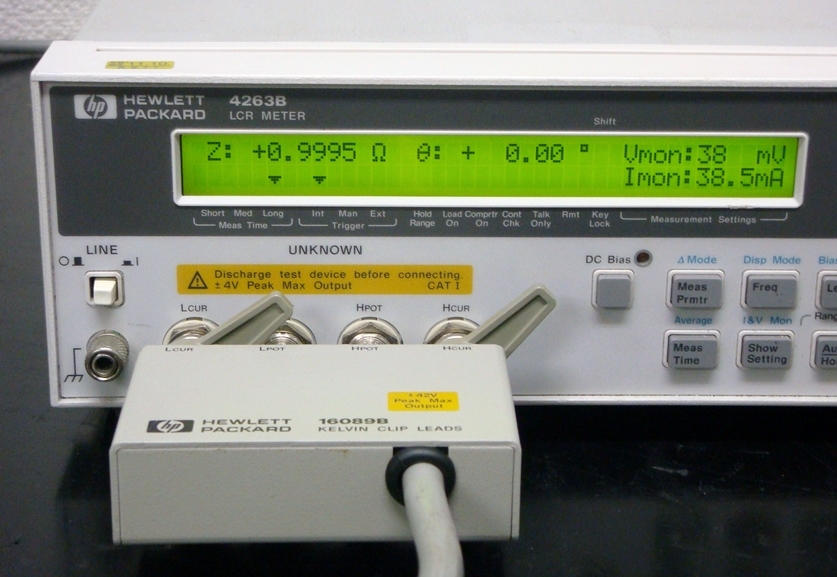 hp HEWLETT PACKARD
4263B
LCR METER
Shift
Z: +0.9995 Ω θ: + 0.00 ° Vmon:38 mV
Imon:38.5mA
Short Med Long Int Man Ext Hold Range Load On Comprtr On Cont Chk Talk Only Rmt Key Lock
Meas Time Trigger Measurement Settings
LINE
UNKNOWN
Discharge test device before connecting.
±4V Peak Max Output CAT I
DC Bias
Δ Mode Disp Mode
Meas Prmtr Freq
Average I&V Mon
Meas Time Show Setting
LCUR HPOT HCUR
LCUR LPOT HPOT HCUR
±42V
Peak Max
Output
hp HEWLETT PACKARD
16089B
KELVIN CLIP LEADS